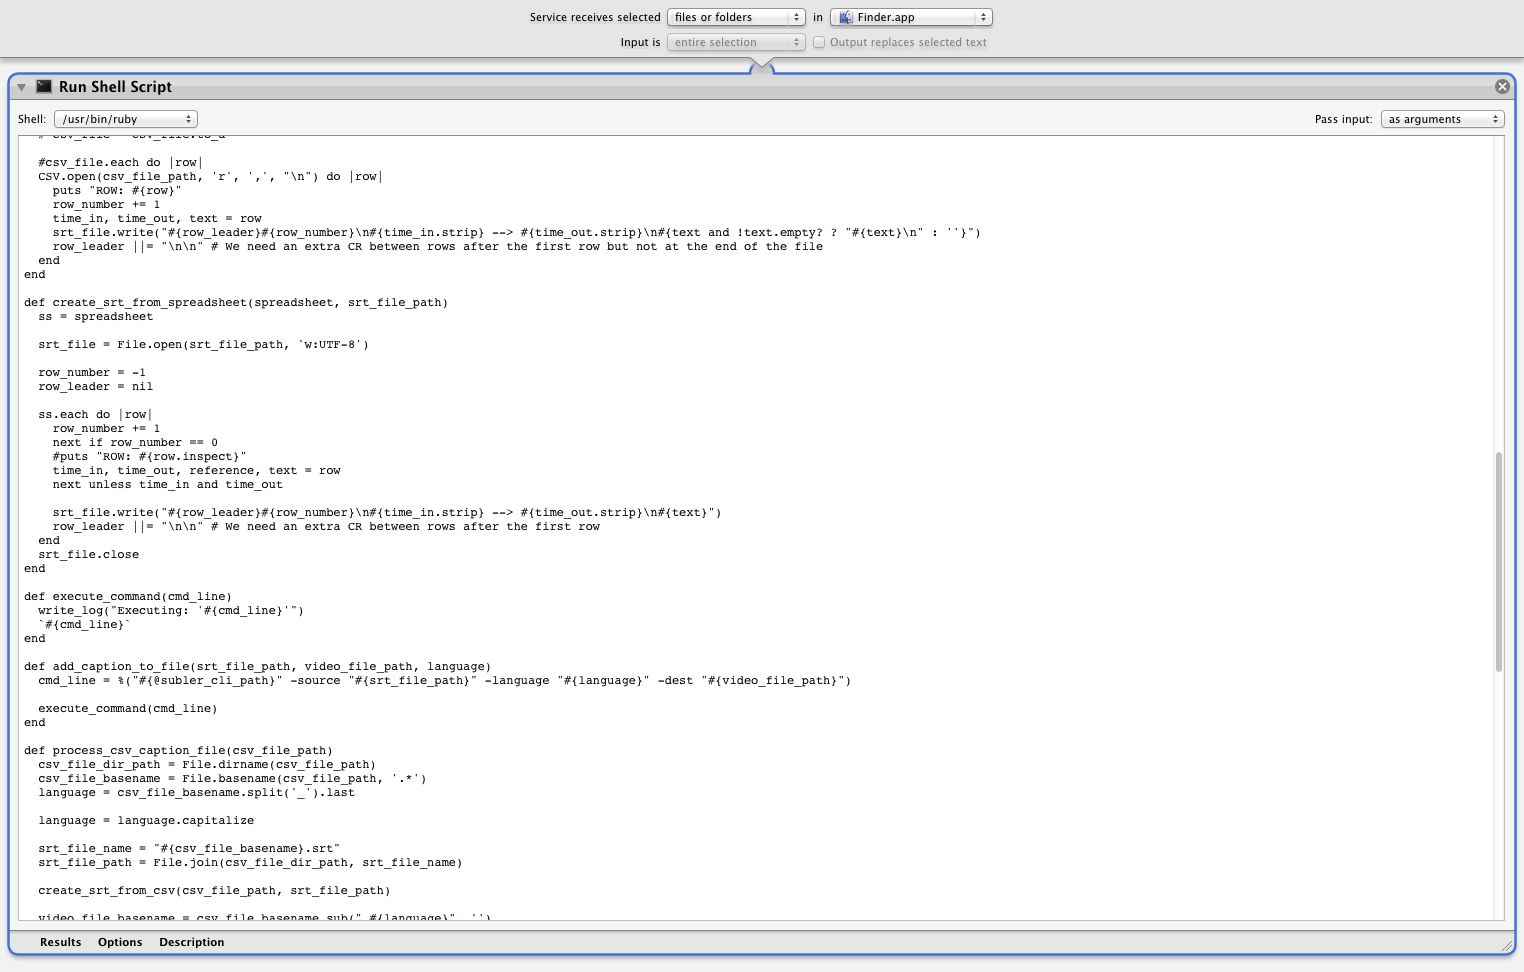 Service receives selected files or folders in Finder.app
Input is entire selection Output replaces selected text
Run Shell Script
Shell: /usr/bin/ruby Pass input: as arguments
# csv_file = csv_file.to_a
#csv_file.each do |row|
CSV.open(csv_file_path, 'r', ',', "\n") do |row|
puts "ROW: #{row}"
row_number += 1
time_in, time_out, text = row
srt_file.write("#{row_leader}#{row_number}\n#{time_in.strip} --> #{time_out.strip}\n#{text and !text.empty? ? "#{text}\n" : ''}")
row_leader ||= "\n\n" # We need an extra CR between rows after the first row but not at the end of the file
end
end
def create_srt_from_spreadsheet(spreadsheet, srt_file_path)
ss = spreadsheet
srt_file = File.open(srt_file_path, 'w:UTF-8')
row_number = -1
row_leader = nil
ss.each do |row|
row_number += 1
next if row_number == 0
#puts "ROW: #{row.inspect}"
time_in, time_out, reference, text = row
next unless time_in and time_out
srt_file.write("#{row_leader}#{row_number}\n#{time_in.strip} --> #{time_out.strip}\n#{text}")
row_leader ||= "\n\n" # We need an extra CR between rows after the first row
end
srt_file.close
end
def execute_command(cmd_line)
write_log("Executing: '#{cmd_line}'")
`#{cmd_line}`
end
def add_caption_to_file(srt_file_path, video_file_path, language)
cmd_line = %("#{@subler_cli_path}" -source "#{srt_file_path}" -language "#{language}" -dest "#{video_file_path}")
execute_command(cmd_line)
end
def process_csv_caption_file(csv_file_path)
csv_file_dir_path = File.dirname(csv_file_path)
csv_file_basename = File.basename(csv_file_path, '.*')
language = csv_file_basename.split('_').last
language = language.capitalize
srt_file_name = "#{csv_file_basename}.srt"
srt_file_path = File.join(csv_file_dir_path, srt_file_name)
create_srt_from_csv(csv_file_path, srt_file_path)
video_file_basename = csv_file_basename.sub("_#{language}", '')
Results Options Description